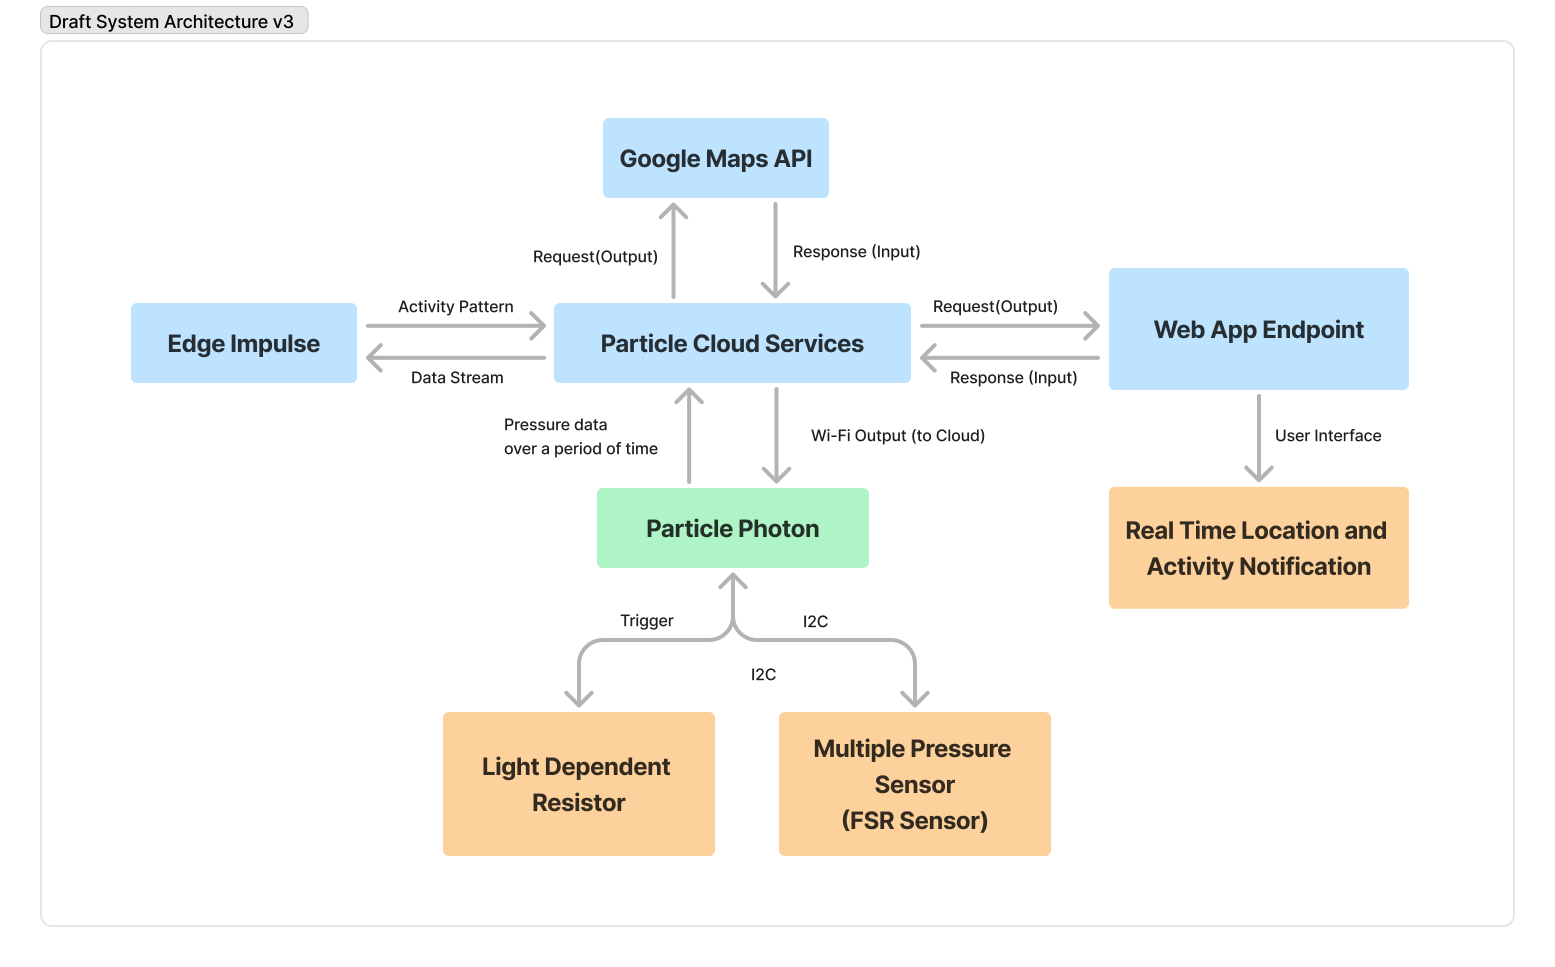 Draft System Architecture v3
Google Maps API
Request(Output)
Response (Input)
Edge Impulse
Activity Pattern
Data Stream
Particle Cloud Services
Request(Output)
Response (Input)
Web App Endpoint
Pressure data
over a period of time
Wi-Fi Output (to Cloud)
User Interface
Particle Photon
Real Time Location and
Activity Notification
Trigger
I2C
I2C
Light Dependent
Resistor
Multiple Pressure
Sensor
(FSR Sensor)